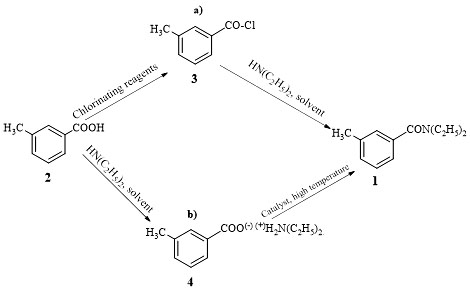 a)
H₃C
CO-Cl
3
Chlorinating reagents
HN(C₂H₅)₂, solvent
H₃C
COOH
2
H₃C
CON(C₂H₅)₂
1
HN(C₂H₅)₂, solvent
Catalyst, high temperature
b)
H₃C
COO⁽⁻⁾⁽⁺⁾H₂N(C₂H₅)₂.
4